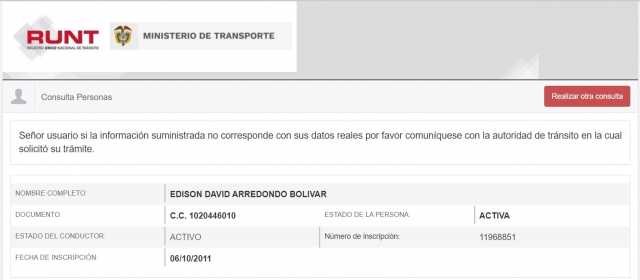 RUNT
REGISTRO ÚNICO NACIONAL DE TRÁNSITO
MINISTERIO DE TRANSPORTE
Consulta Personas
Realizar otra consulta
Señor usuario si la información suministrada no corresponde con sus datos reales por favor comuníquese con la autoridad de tránsito en la cual
solicitó su trámite.
NOMBRE COMPLETO: EDISON DAVID ARREDONDO BOLIVAR
DOCUMENTO: C.C. 1020446010 ESTADO DE LA PERSONA: ACTIVA
ESTADO DEL CONDUCTOR: ACTIVO Número de inscripción: 11968851
FECHA DE INSCRIPCIÓN: 06/10/2011